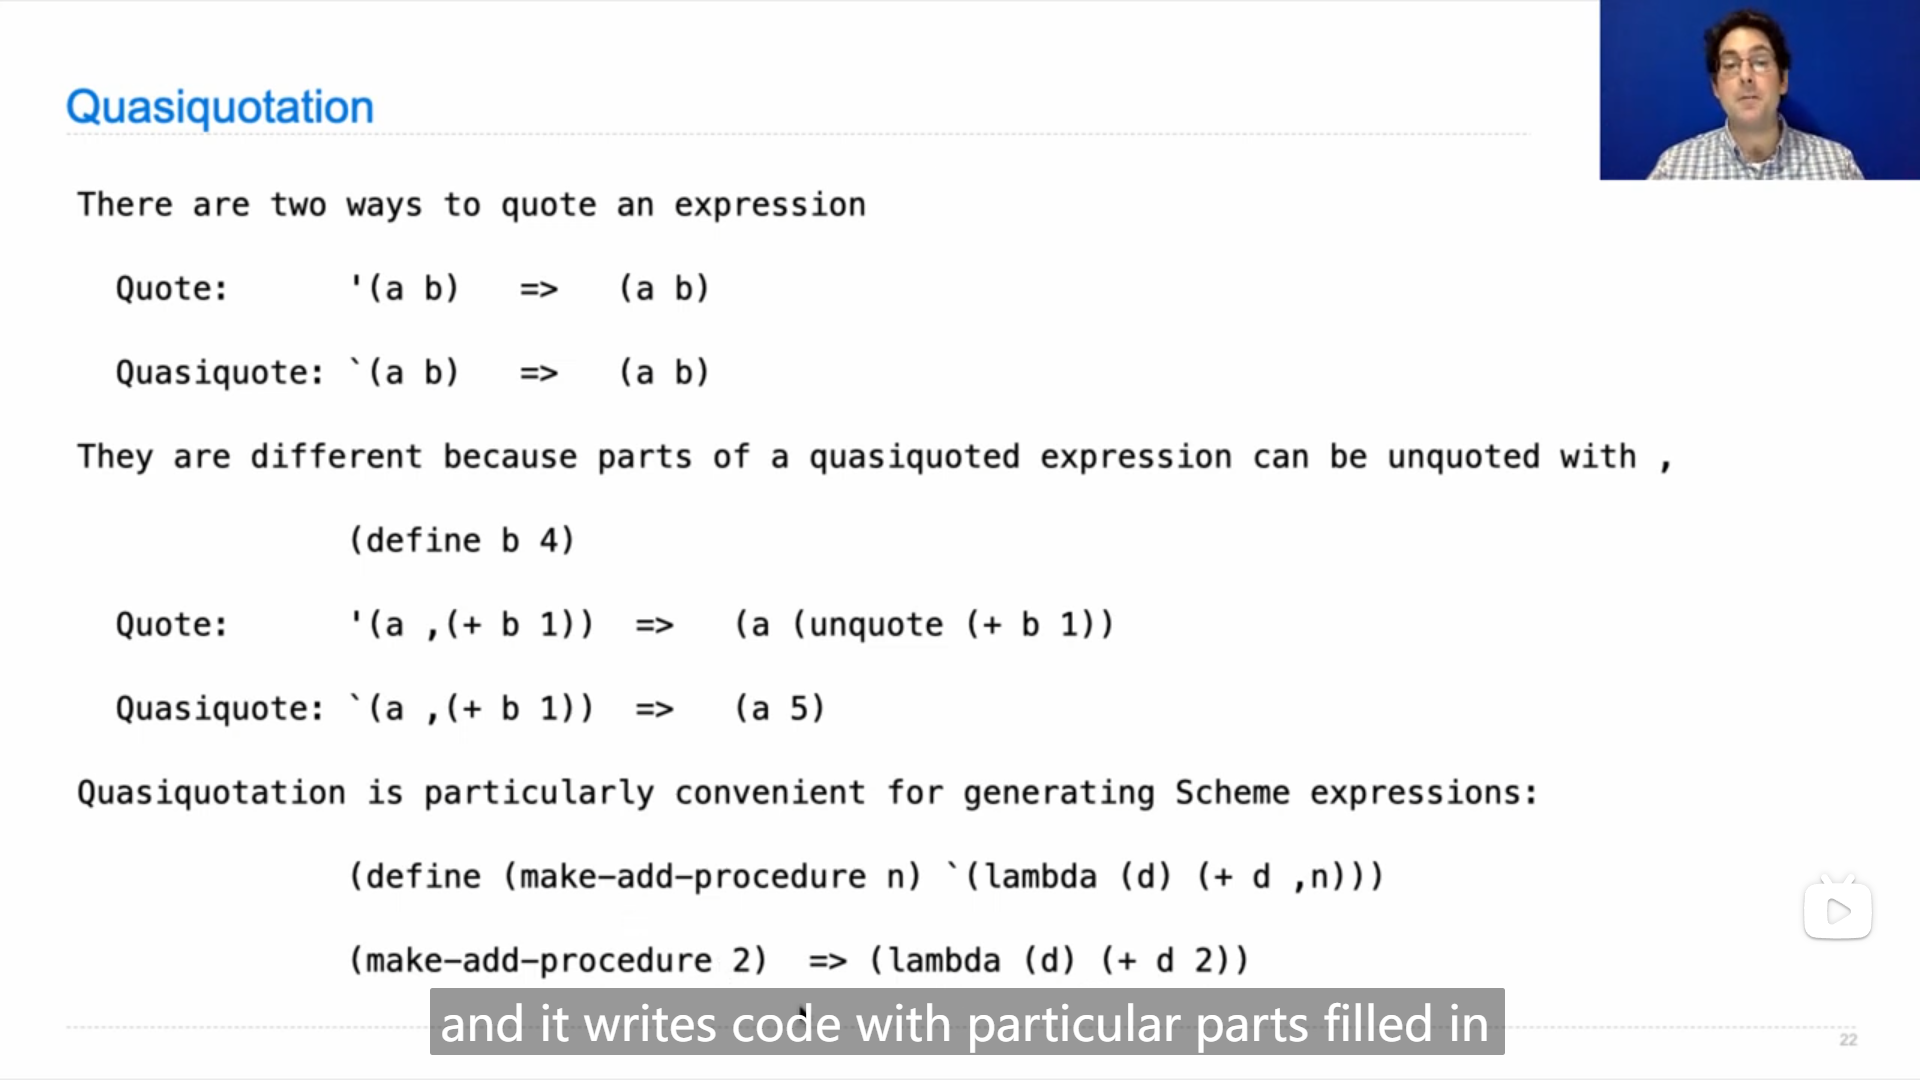 Quasiquotation
There are two ways to quote an expression
Quote: '(a b) => (a b)
Quasiquote: `(a b) => (a b)
They are different because parts of a quasiquoted expression can be unquoted with ,
(define b 4)
Quote: '(a ,(+ b 1)) => (a (unquote (+ b 1))
Quasiquote: `(a ,(+ b 1)) => (a 5)
Quasiquotation is particularly convenient for generating Scheme expressions:
(define (make-add-procedure n) `(lambda (d) (+ d ,n)))
(make-add-procedure 2) => (lambda (d) (+ d 2))
and it writes code with particular parts filled in
22